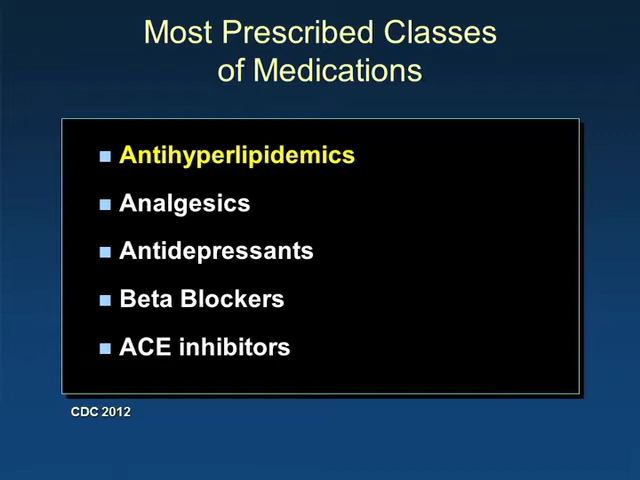 Most Prescribed Classes
of Medications
Antihyperlipidemics
Analgesics
Antidepressants
Beta Blockers
ACE inhibitors
CDC 2012